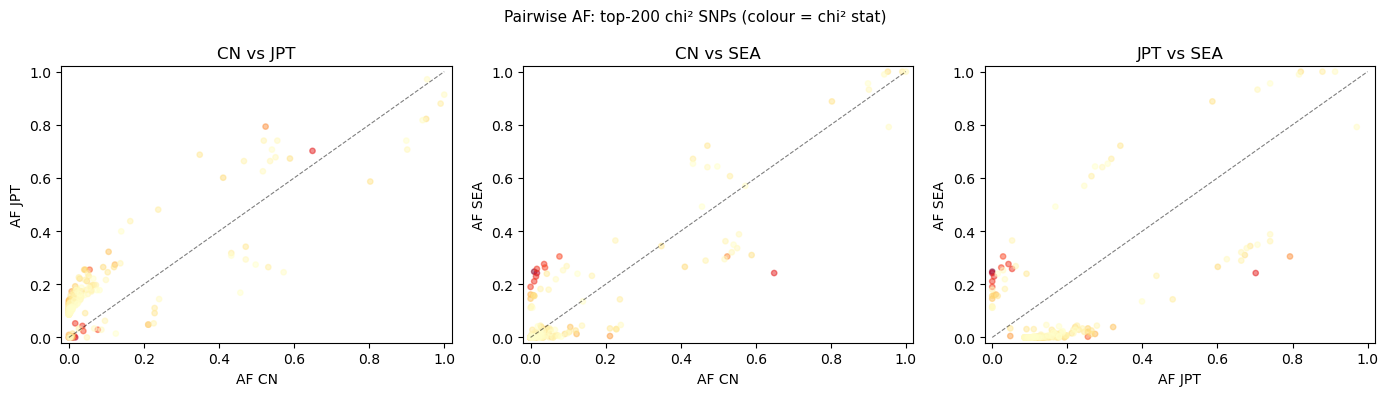 Pairwise AF: top-200 chi² SNPs (colour = chi² stat)
CN vs JPT
CN vs SEA
JPT vs SEA
1.0
0.8
0.6
0.4
0.2
0.0
AF JPT
0.0 0.2 0.4 0.6 0.8 1.0
AF CN
1.0
0.8
0.6
0.4
0.2
0.0
AF SEA
0.0 0.2 0.4 0.6 0.8 1.0
AF CN
1.0
0.8
0.6
0.4
0.2
0.0
AF SEA
0.0 0.2 0.4 0.6 0.8 1.0
AF JPT